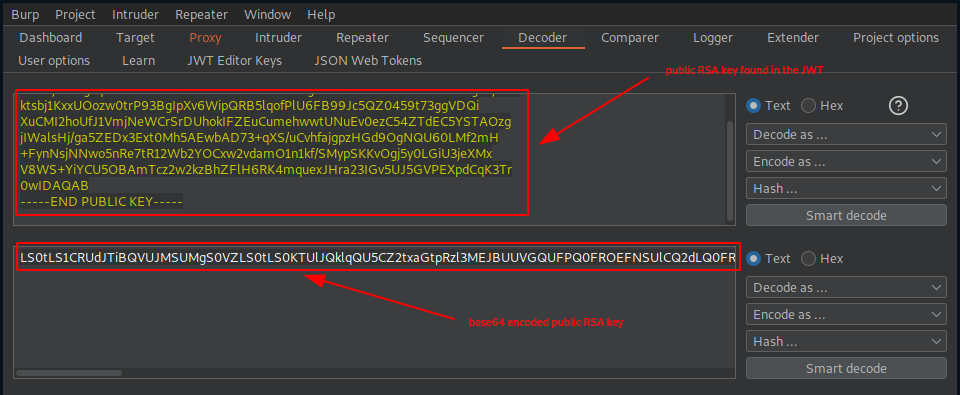 Burp Project Intruder Repeater Window Help
Dashboard Target Proxy Intruder Repeater Sequencer Decoder Comparer Logger Extender Project options
User options Learn JWT Editor Keys JSON Web Tokens
public RSA key found in the JWT
ktsbj1KxxUOozw0trP93BgIpXv6WipQRB5lqofPlU6FB99Jc5QZ0459t73ggVDQi
XuCMI2hoUfJ1VmjNeWCrSrDUhokIFZEuCumehwwtUNuEv0ezC54ZTdEC5YSTAOzg
jIWalsHj/ga5ZEDx3Ext0Mh5AEwbAD73+qXS/uCvhfajgpzHGd9OgNQU60LMf2mH
+FynNsjNNwo5nRe7tR12Wb2YOCxw2vdamO1n1kf/SMypSKKvOgj5y0LGiU3jeXMx
V8WS+YiYCU5OBAmTcz2w2kzBhZFlH6RK4mquexJHra23IGv5UJ5GVPEXpdCqK3Tr
0wIDAQAB
-----END PUBLIC KEY-----
Text Hex ?
Decode as ...
Encode as ...
Hash ...
Smart decode
LS0tLS1CRUdJTiBQVUJMSUMgS0VZLS0tLS0KTUlJQklqQU5CZ2txaGtpRzl3MEJBUUVGQUFPQ0FROEFNSUlCQ2dLQ0FR
Text Hex
Decode as ...
Encode as ...
Hash ...
Smart decode
base64 encoded public RSA key